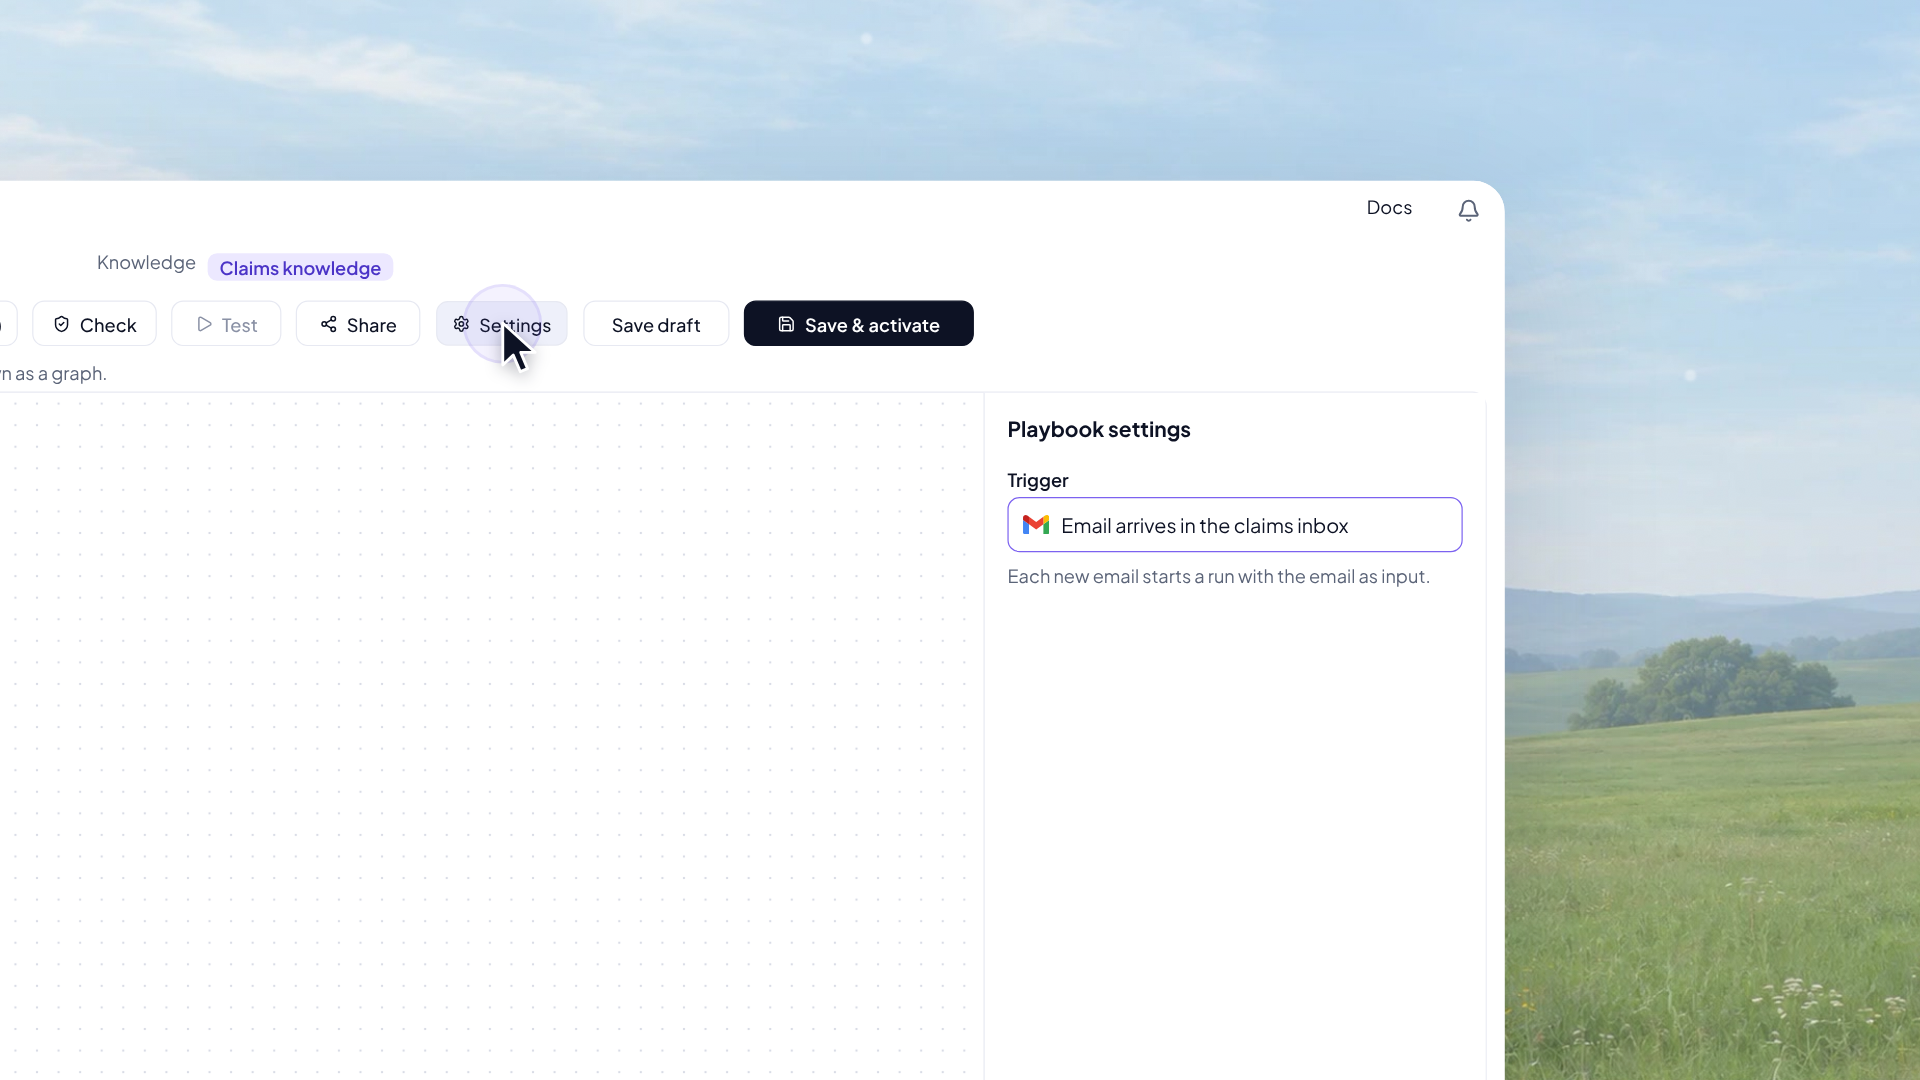 Docs
Knowledge Claims knowledge
Check Test Share Settings Save draft Save & activate
as a graph.
Playbook settings
Trigger
Email arrives in the claims inbox
Each new email starts a run with the email as input.